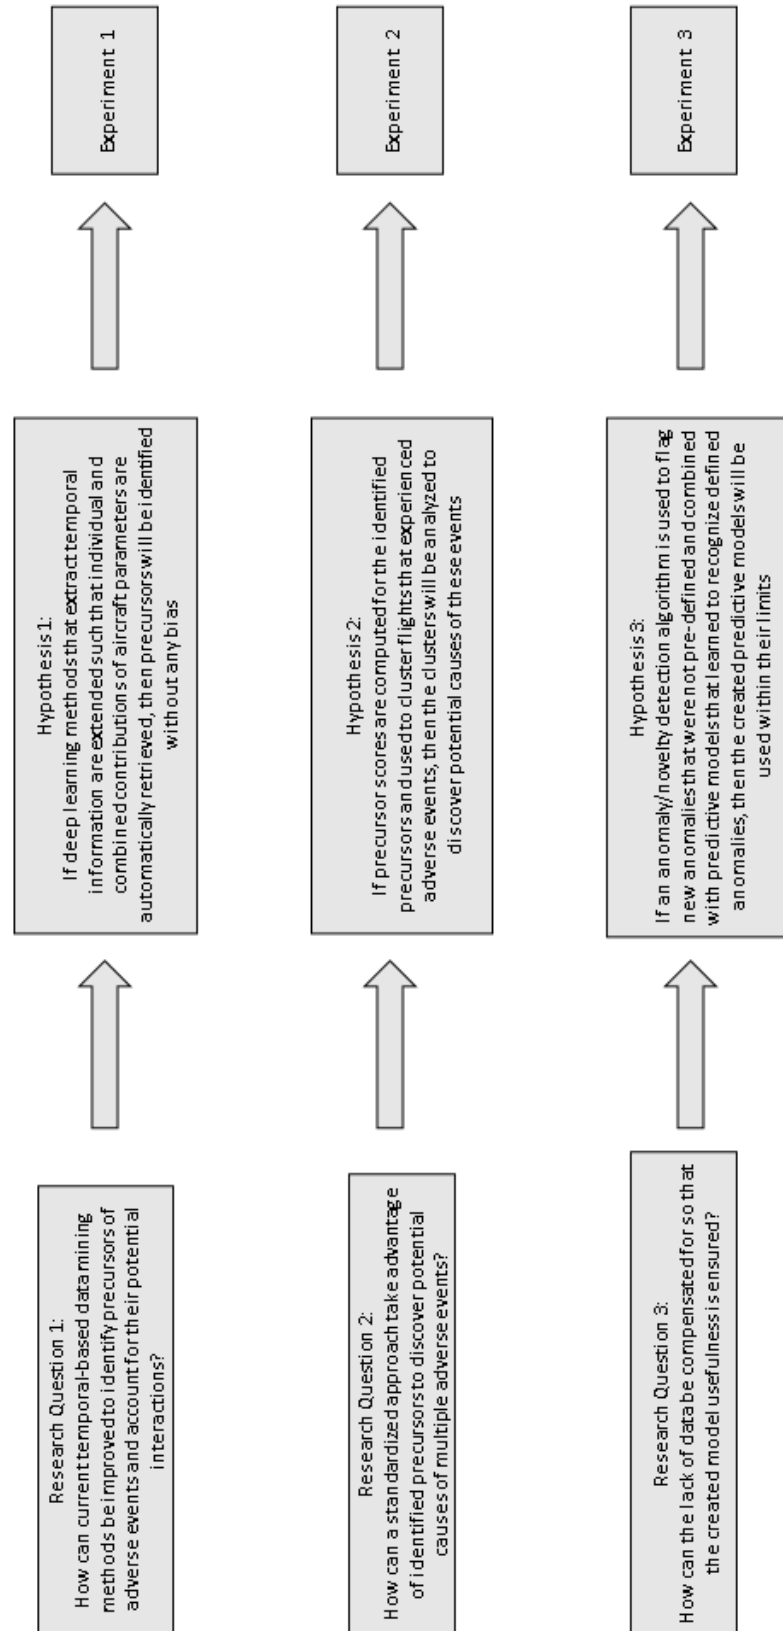 Research Question 1:
How can current temporal-based data mining
methods be improved to identify precursors of
adverse events and account for their potential
interactions?
Hypothesis 1:
If deep learning methods that extract temporal
information are extended such that individual and
combined contributions of aircraft parameters are
automatically retrieved, then precursors will be identified
without any bias
Experiment 1
Research Question 2:
How can a standardized approach take advantage
of identified precursors to discover potential
causes of multiple adverse events?
Hypothesis 2:
If precursor scores are computed for the identified
precursors and used to cluster flights that experienced
adverse events, then the clusters will be analyzed to
discover potential causes of these events
Experiment 2
Research Question 3:
How can the lack of data be compensated for so that
the created model usefulness is ensured?
Hypothesis 3:
If an anomaly/novelty detection algorithm is used to flag
new anomalies that were not pre-defined and combined
with predictive models that learned to recognize defined
anomalies, then the created predictive models will be
used within their limits
Experiment 3